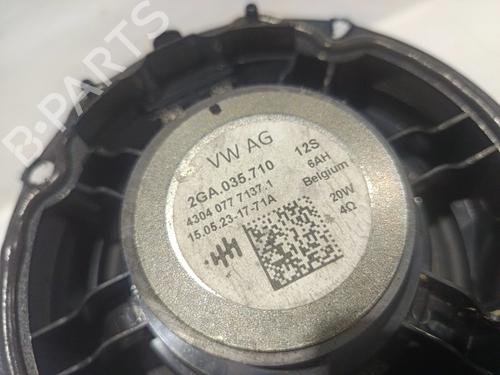 B-PARTS
VW AG
2GA.035.710
4304 077 7137.1
15.05.23-17-71A
12S
6AH
Belgium
20W
4Ω